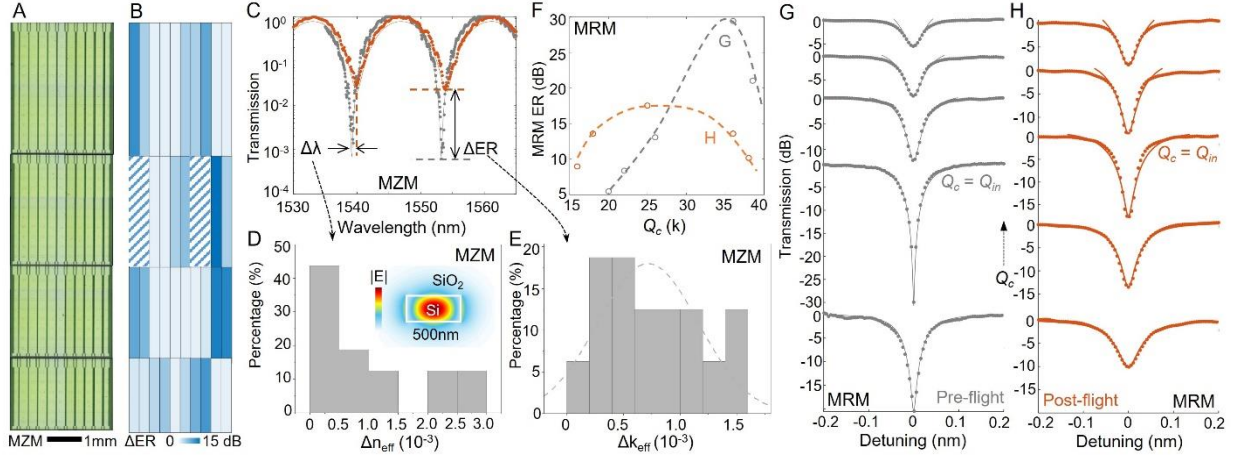 A
MZM 1mm
B
ΔER 0 15 dB
C
Transmission
10⁰
10⁻¹
10⁻²
10⁻³
10⁻⁴
Δλ
ΔER
MZM
1530 1540 1550 1560
Wavelength (nm)
D
MZM
Percentage (%)
50
40
30
20
10
0
|E|
SiO₂
Si
500nm
0 0.5 1.0 1.5 2.0 2.5 3.0
Δn_eff (10⁻³)
E
MZM
Percentage (%)
20
15
10
5
0
0 0.5 1.0 1.5
Δk_eff (10⁻³)
F
MRM
MRM ER (dB)
30
25
20
15
10
5
G
H
16 20 24 28 32 36 40
Q_c (k)
G
Transmission (dB)
0
-5
0
-5
0
-5
-10
0
-5
-10
-15
-20
-25
-30
0
-5
-10
-15
Q_c = Q_in
Q_c
MRM
Pre-flight
-0.2 -0.1 0 0.1 0.2
Detuning (nm)
H
0
-5
-10
0
-5
-10
0
-5
-10
-15
0
-5
-10
-15
0
-5
-10
-15
Q_c = Q_in
Post-flight
MRM
-0.2 -0.1 0 0.1 0.2
Detuning (nm)